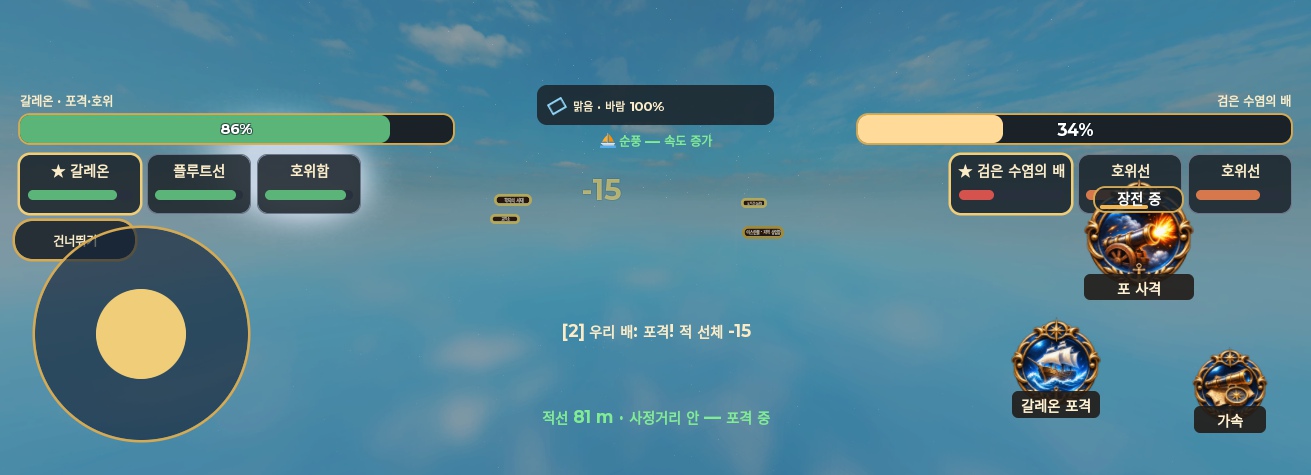 갈레온 · 포격·호위
86%
★ 갈레온
플루트선
호위함
건너뛰기
맑음 · 바람 100%
순풍 — 속도 증가
-15
[2] 우리 배: 포격! 적 선체 -15
적선 81 m · 사정거리 안 — 포격 중
검은 수염의 배
34%
★ 검은 수염의 배
호위선
호위선
장전 중
포 사격
갈레온 포격
가속